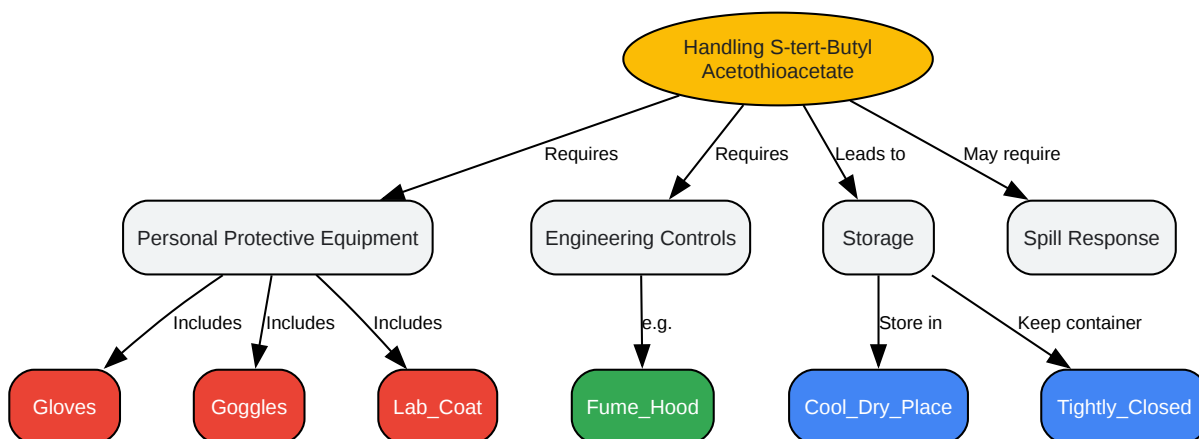 Handling S-tert-Butyl
Acetothioacetate
Requires
Requires
Leads to
May require
Personal Protective Equipment
Engineering Controls
Storage
Spill Response
Includes
Includes
Includes
e.g.
Store in
Keep container
Gloves
Goggles
Lab_Coat
Fume_Hood
Cool_Dry_Place
Tightly_Closed